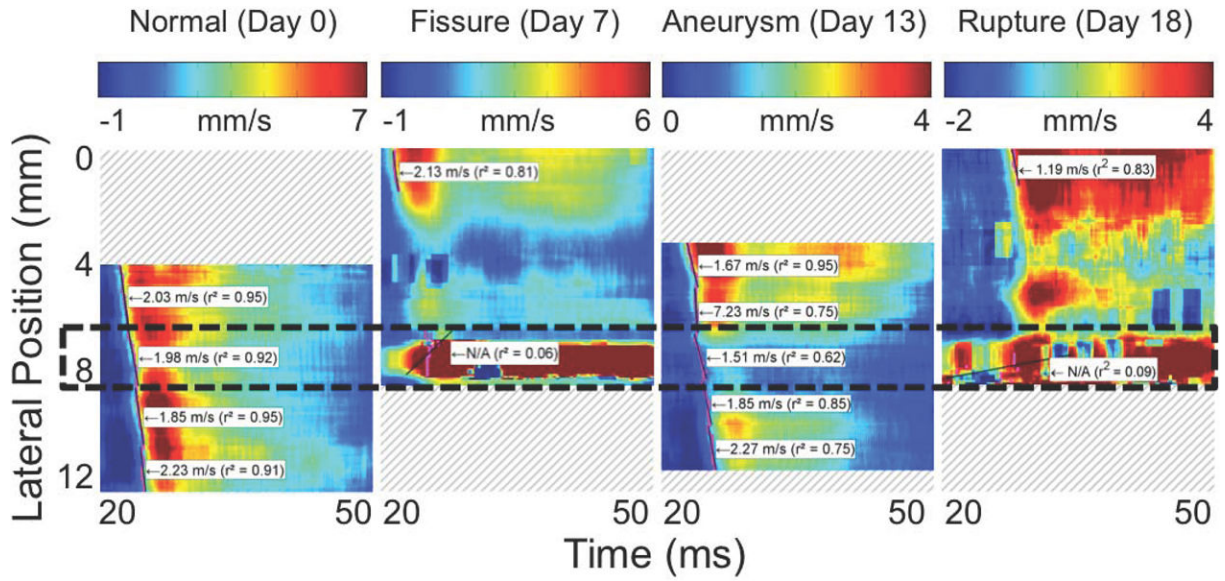 Normal (Day 0) Fissure (Day 7) Aneurysm (Day 13) Rupture (Day 18)
-1 mm/s 7 -1 mm/s 6 0 mm/s 4 -2 mm/s 4
Lateral Position (mm)
0
4
8
12
←2.03 m/s (r² = 0.95)
←1.98 m/s (r² = 0.92)
←1.85 m/s (r² = 0.95)
←2.23 m/s (r² = 0.91)
←2.13 m/s (r² = 0.81)
←N/A (r² = 0.06)
←1.67 m/s (r² = 0.95)
←7.23 m/s (r² = 0.75)
←1.51 m/s (r² = 0.62)
←1.85 m/s (r² = 0.85)
←2.27 m/s (r² = 0.75)
← 1.19 m/s (r² = 0.83)
← N/A (r² = 0.09)
20 50 20 50 20 50 20 50
Time (ms)